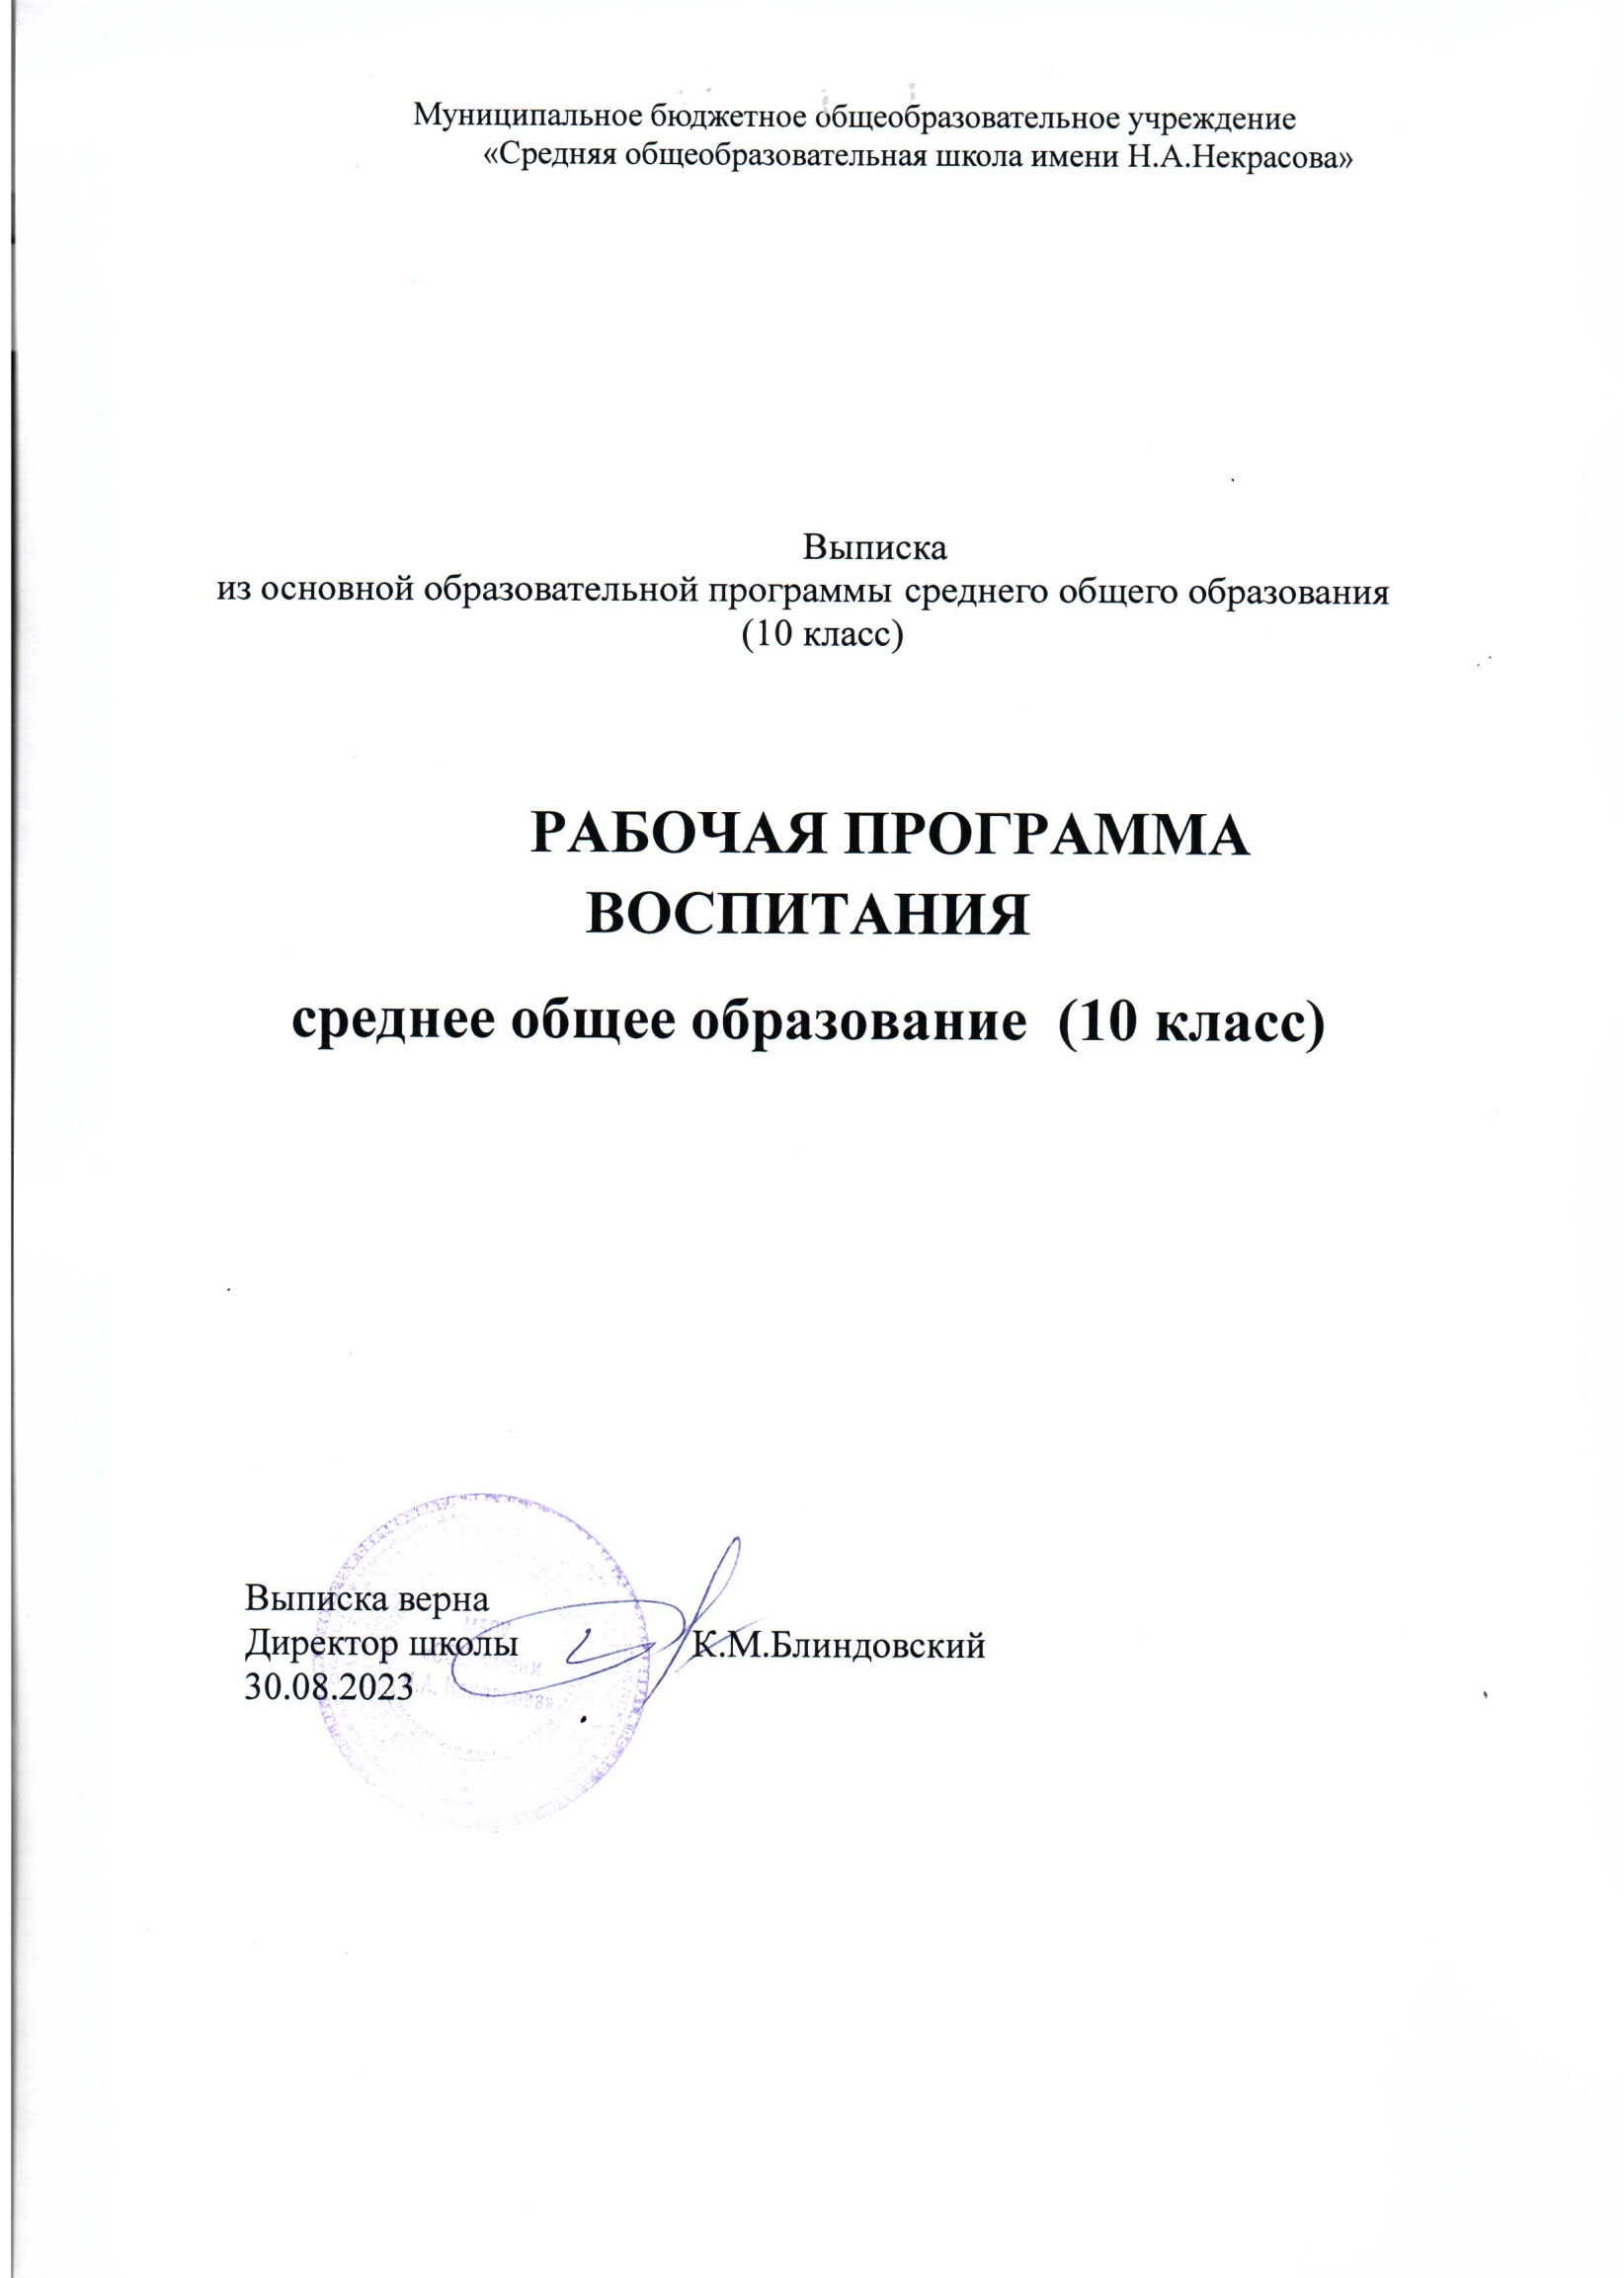 Муниципальное бюджетное общеобразовательное учреждение
«Средняя общеобразовательная школа имени Н.А.Некрасова»
Выписка
из основной образовательной программы среднего общего образования
(10 класс)
РАБОЧАЯ ПРОГРАММА
ВОСПИТАНИЯ
среднее общее образование (10 класс)
Выписка верна
Директор школы К.М.Блиндовский
30.08.2023